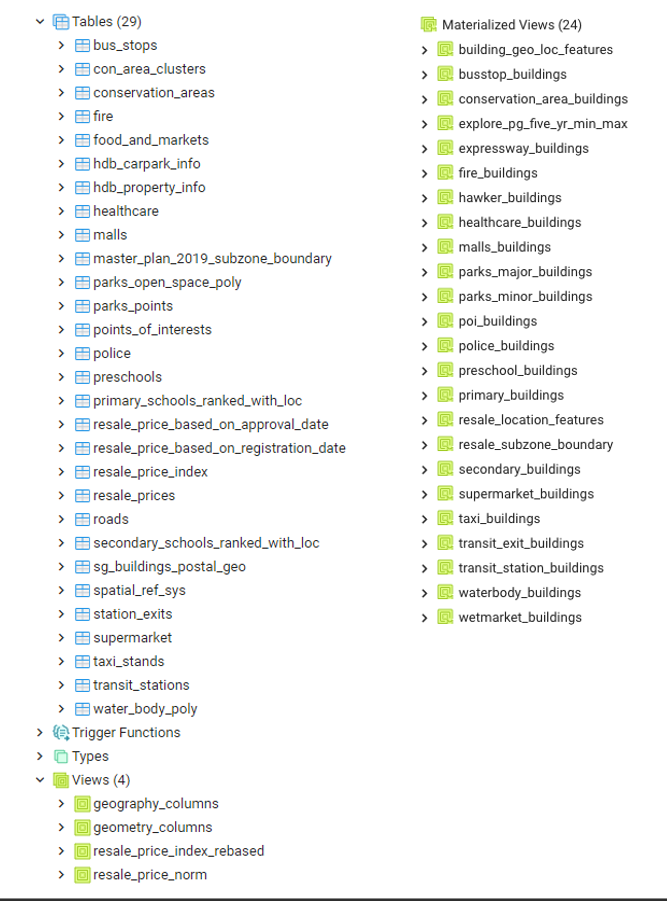 Tables (29)
bus_stops
con_area_clusters
conservation_areas
fire
food_and_markets
hdb_carpark_info
hdb_property_info
healthcare
malls
master_plan_2019_subzone_boundary
parks_open_space_poly
parks_points
points_of_interests
police
preschools
primary_schools_ranked_with_loc
resale_price_based_on_approval_date
resale_price_based_on_registration_date
resale_price_index
resale_prices
roads
secondary_schools_ranked_with_loc
sg_buildings_postal_geo
spatial_ref_sys
station_exits
supermarket
taxi_stands
transit_stations
water_body_poly
Trigger Functions
Types
Views (4)
geography_columns
geometry_columns
resale_price_index_rebased
resale_price_norm
Materialized Views (24)
building_geo_loc_features
busstop_buildings
conservation_area_buildings
explore_pg_five_yr_min_max
expressway_buildings
fire_buildings
hawker_buildings
healthcare_buildings
malls_buildings
parks_major_buildings
parks_minor_buildings
poi_buildings
police_buildings
preschool_buildings
primary_buildings
resale_location_features
resale_subzone_boundary
secondary_buildings
supermarket_buildings
taxi_buildings
transit_exit_buildings
transit_station_buildings
waterbody_buildings
wetmarket_buildings